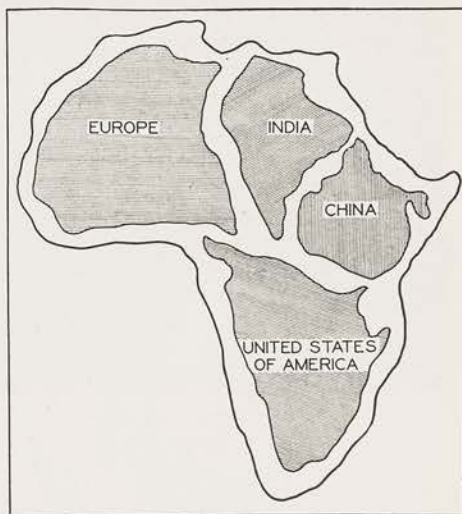 EUROPE
INDIA
CHINA
UNITED STATES
OF AMERICA